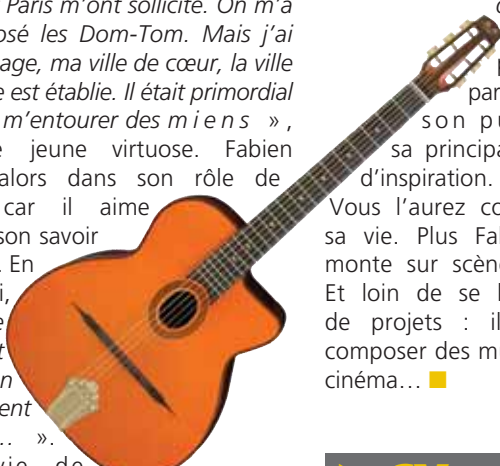 Paris m'ont sollicité. On m'a
osé les Dom-Tom. Mais j'ai
age, ma ville de cœur, la ville
e est établie. Il était primordial
m'entourer des miens »,
jeune virtuose. Fabien
alors dans son rôle de
car il aime
son savoir
. En
i,
e
t
n
ent
… ».
vie de
par
son pu
sa principa
d'inspiration.
Vous l'aurez co
sa vie. Plus Fal
monte sur scèn
Et loin de se l
de projets : il
composer des mu
cinéma… ■